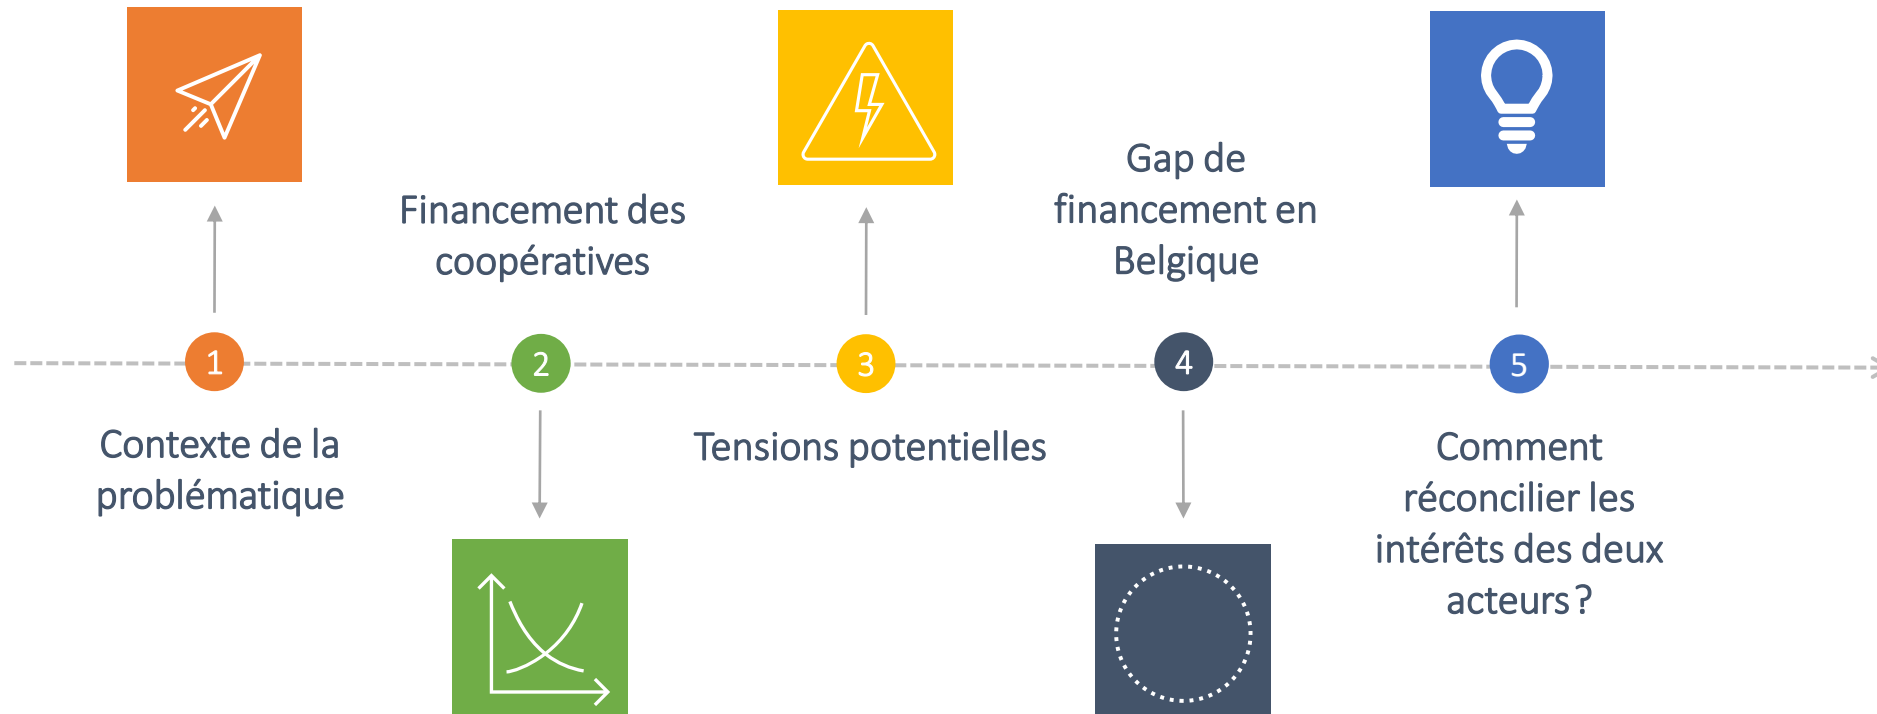 1
Contexte de la
problématique
Financement des
coopératives
2
3
Tensions potentielles
Gap de
financement en
Belgique
4
5
Comment
réconcilier les
intérêts des deux
acteurs ?